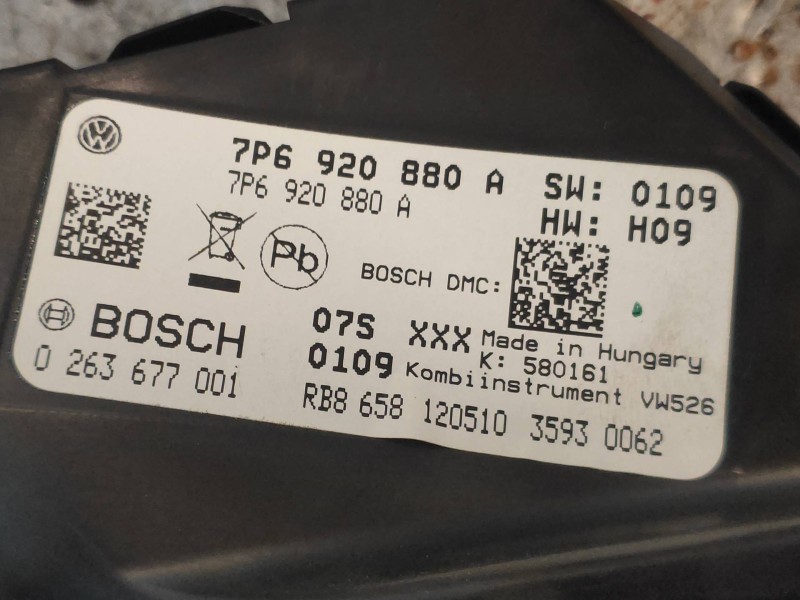 7P6 920 880 A SW: 0109
7P6 920 880 A HW: H09
Pb
BOSCH DMC:
BOSCH 07S XXX Made in Hungary
0109 K: 580161
0 263 677 001 Kombiinstrument VW526
RB8 658 120510 3593 0062